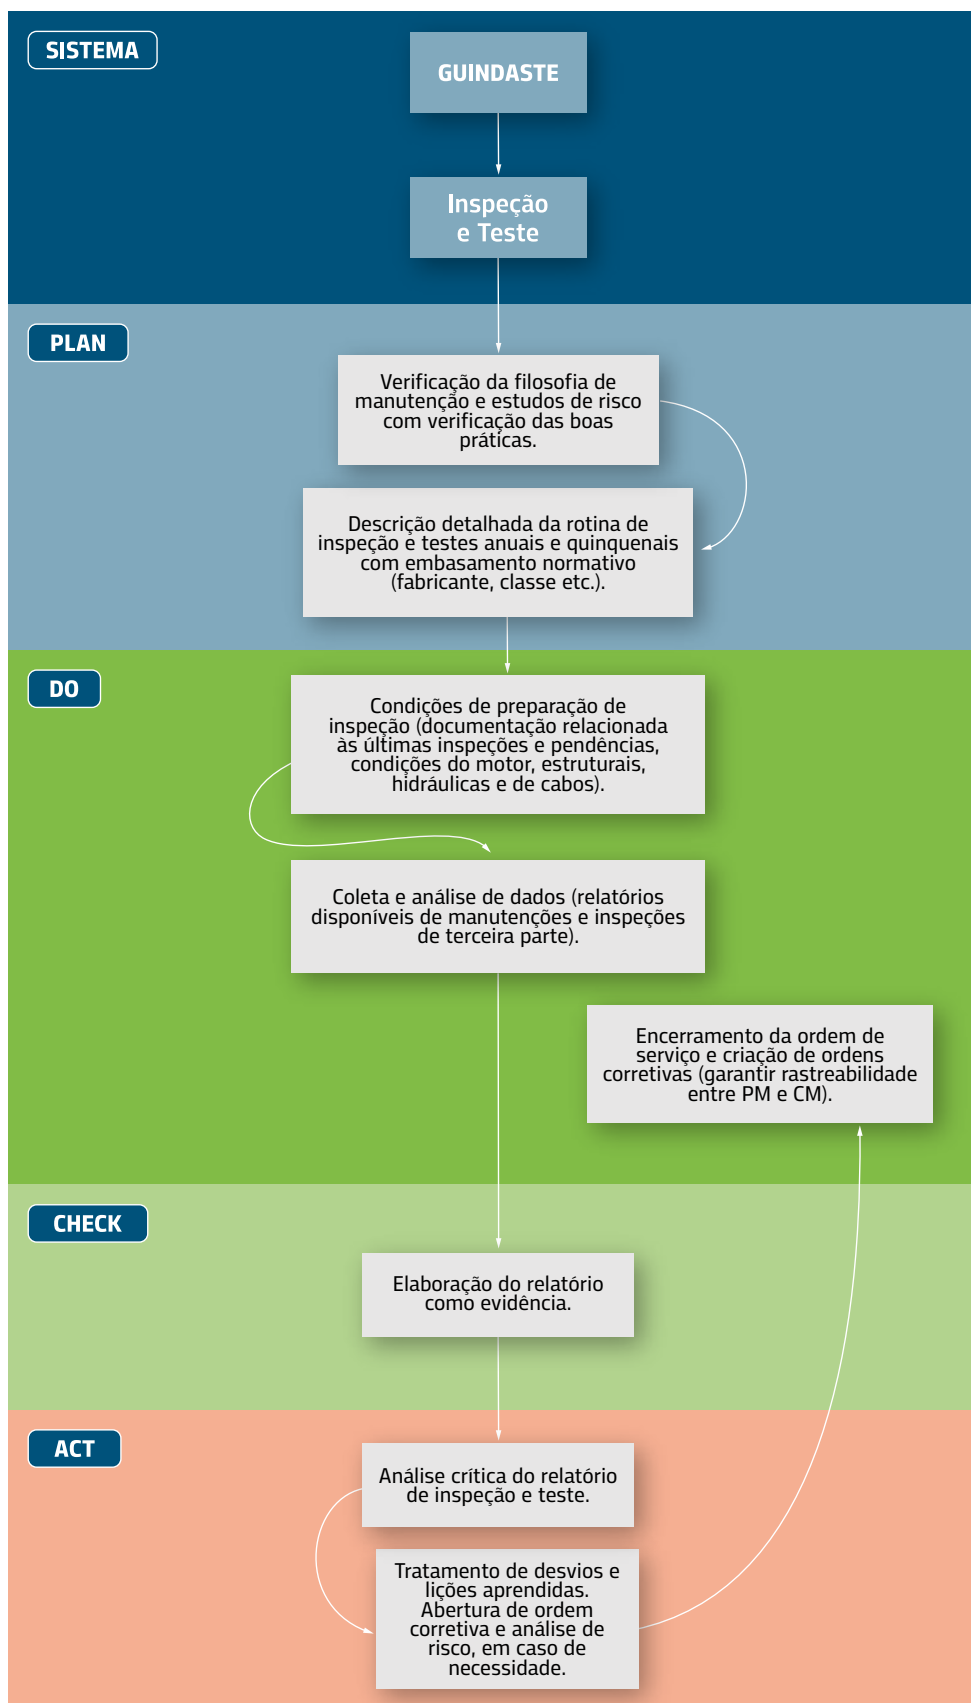 SISTEMA
GUINDASTE
Inspeção
e Teste
PLAN
Verificação da filosofia de
manutenção e estudos de risco
com verificação das boas
práticas.
Descrição detalhada da rotina de
inspeção e testes anuais e quinquenais
com embasamento normativo
(fabricante, classe etc.).
DO
Condições de preparação de
inspeção (documentação relacionada
às últimas inspeções e pendências,
condições do motor, estruturais,
hidráulicas e de cabos).
Coleta e análise de dados (relatórios
disponíveis de manutenções e inspeções
de terceira parte).
Encerramento da ordem de
serviço e criação de ordens
corretivas (garantir rastreabilidade
entre PM e CM).
CHECK
Elaboração do relatório
como evidência.
ACT
Análise crítica do relatório
de inspeção e teste.
Tratamento de desvios e
lições aprendidas.
Abertura de ordem
corretiva e análise de
risco, em caso de
necessidade.